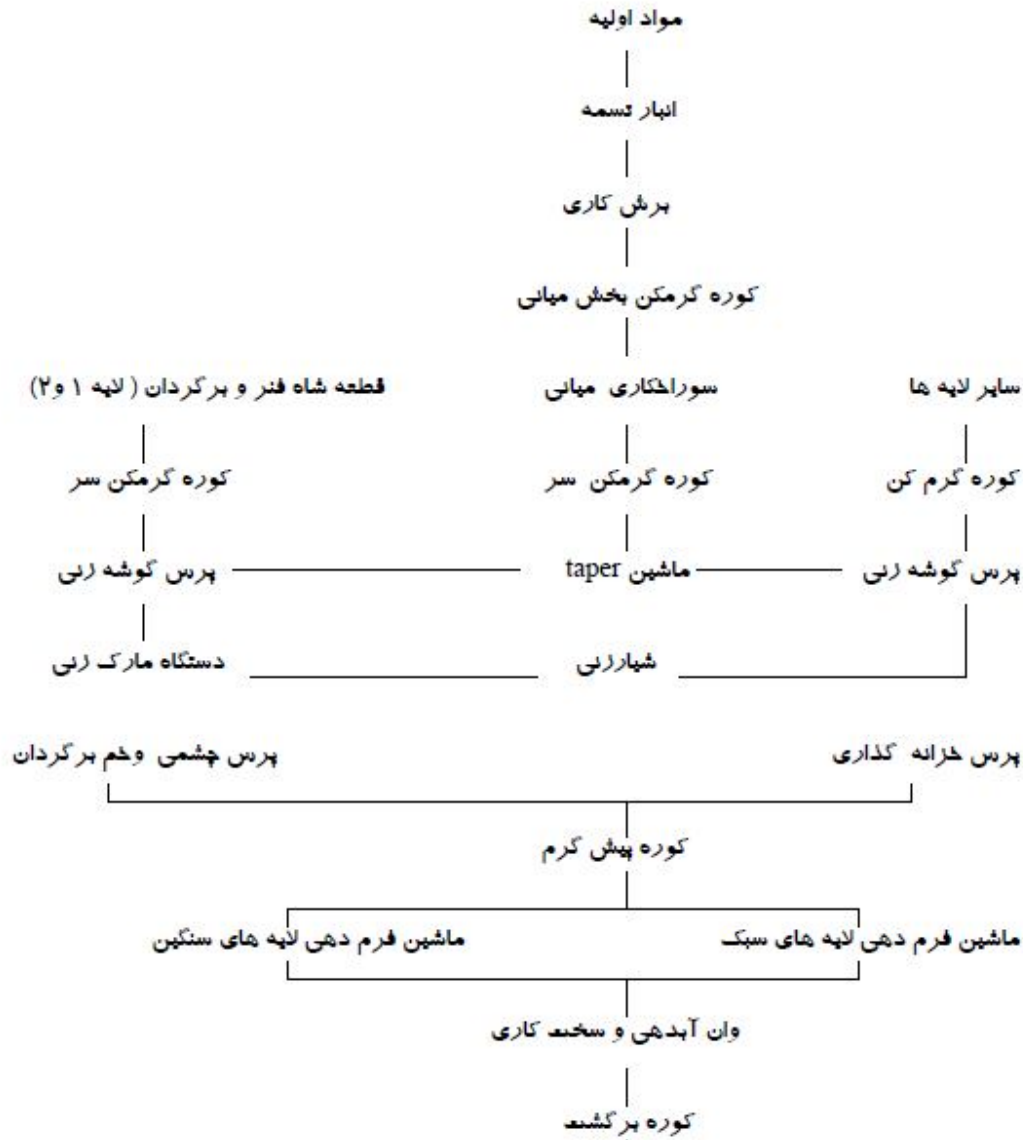 مواد اولیه
انبار تسمه
برش کاری
کوره گرمکن بخش میانی
سایر لایه ها
سوراخکاری میانی
قطعه شاه فنر و برگردان ( لایه ۱ و۲)
کوره گرم کن
کوره گرمکن سر
کوره گرمکن سر
پرس گوشه زنی
ماشین taper
پرس گوشه زنی
شیارزنی
دستگاه مارک زنی
پرس خزانه گذاری
پرس چشمی وخم برگردان
کوره پیش گرم
ماشین فرم دهی لایه های سبک
ماشین فرم دهی لایه های سنگین
وان آبدهی و سخت کاری
کوره برگشت